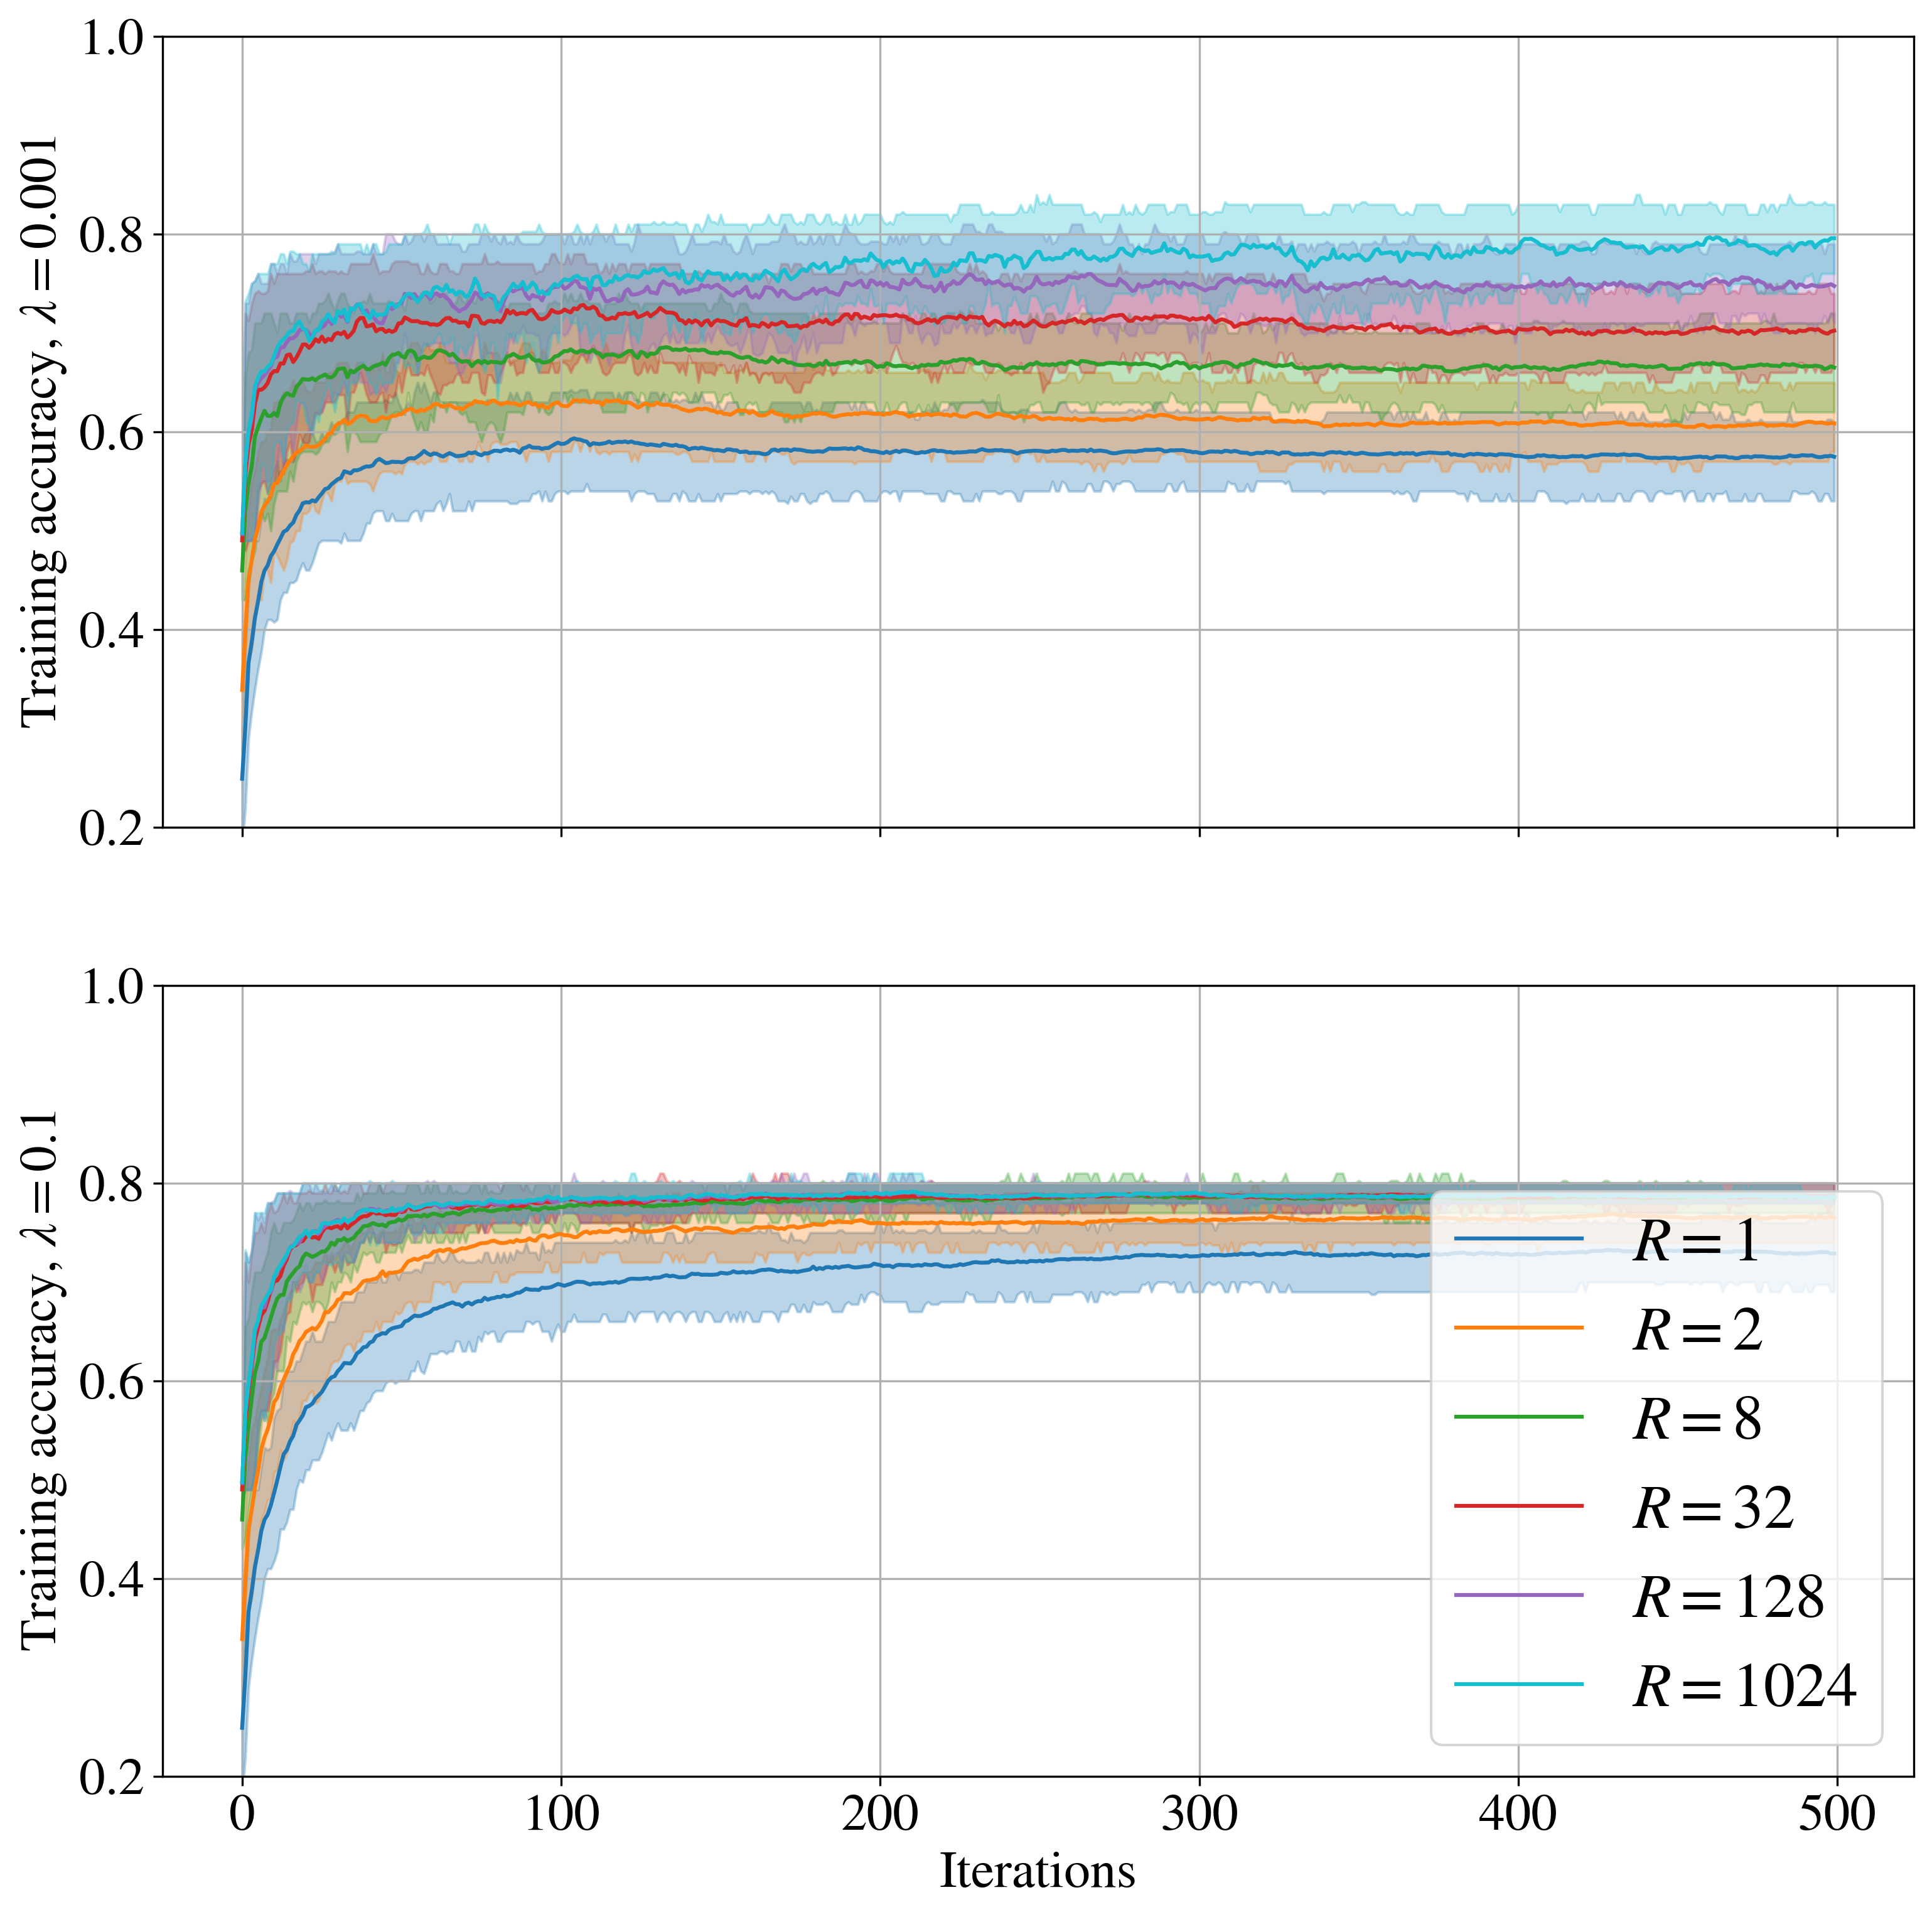 Training accuracy, λ = 0.001
1.0
0.8
0.6
0.4
0.2
Training accuracy, λ = 0.1
1.0
0.8
0.6
0.4
0.2
R = 1
R = 2
R = 8
R = 32
R = 128
R = 1024
0 100 200 300 400 500
Iterations